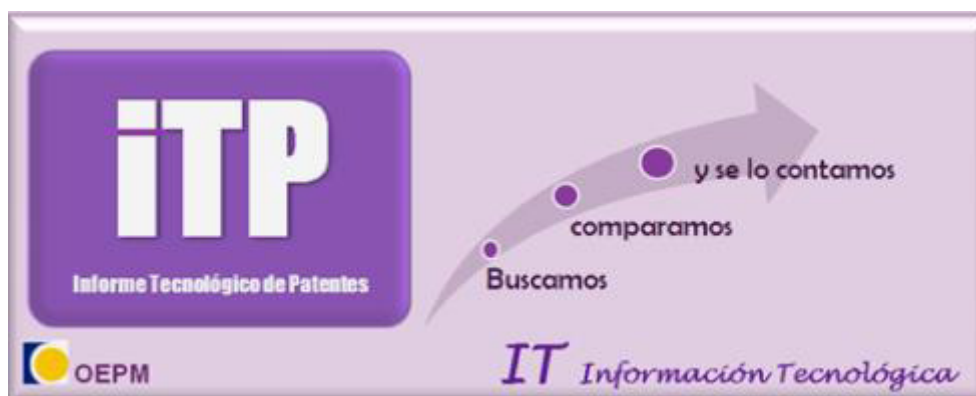 iTP
Informe Tecnológico de Patentes
y se lo contamos
comparamos
Buscamos
OEPM
IT Información Tecnológica